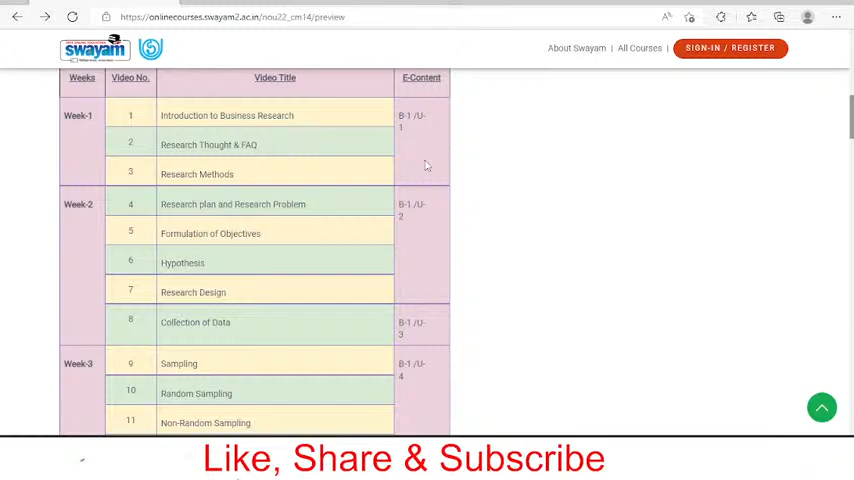 https://onlinecourses.swayam2.ac.in/nou22_cm14/preview
swayam
About Swayam | All Courses SIGN-IN / REGISTER
Weeks Video No. Video Title E-Content
Week-1 1 Introduction to Business Research B-1 /U-1
2 Research Thought & FAQ
3 Research Methods
Week-2 4 Research plan and Research Problem B-1 /U-2
5 Formulation of Objectives
6 Hypothesis
7 Research Design
8 Collection of Data B-1 /U-3
Week-3 9 Sampling B-1 /U-4
10 Random Sampling
11 Non-Random Sampling
Like, Share & Subscribe